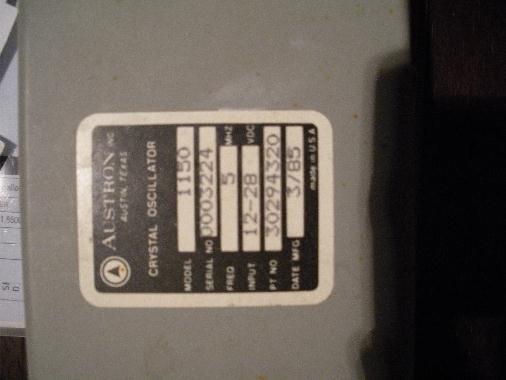 AUSTRON INC.
AUSTIN, TEXAS
CRYSTAL OSCILLATOR
MODEL 1150
SERIAL NO 0003224
FREQ 5 MHZ
INPUT 12-28 VDC
PT NO 30294320
DATE MFG 3/85
made in U S A